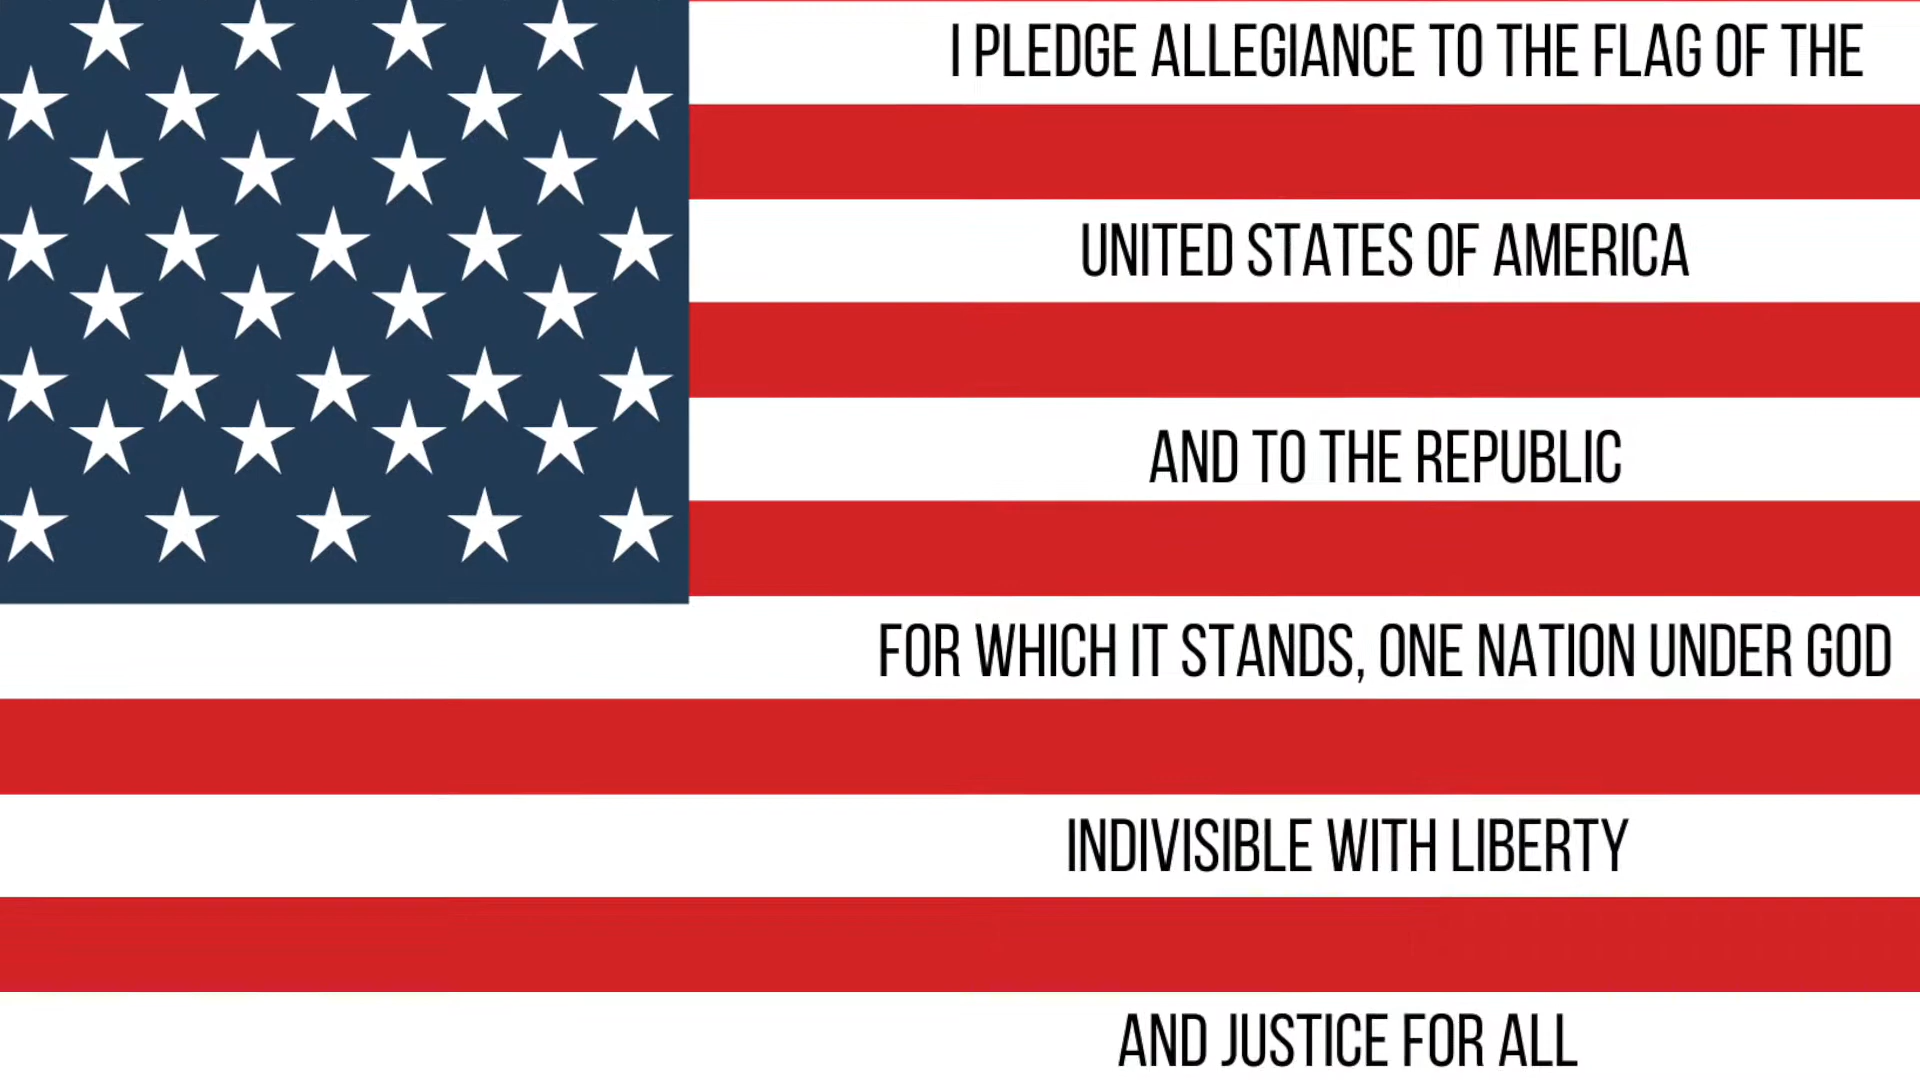 I PLEDGE ALLEGIANCE TO THE FLAG OF THE
UNITED STATES OF AMERICA
AND TO THE REPUBLIC
FOR WHICH IT STANDS, ONE NATION UNDER GOD
INDIVISIBLE WITH LIBERTY
AND JUSTICE FOR ALL